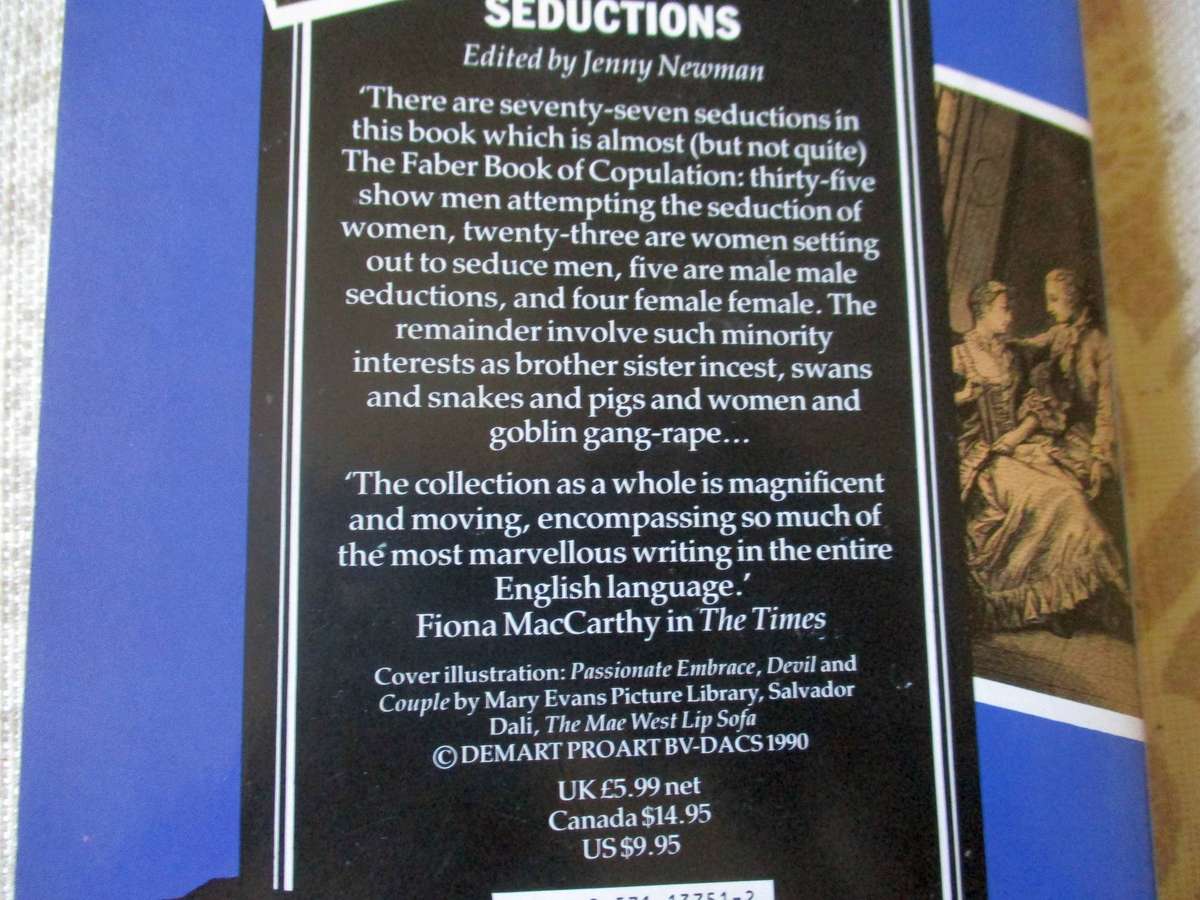 SEDUCTIONS
Edited by Jenny Newman
‘There are seventy-seven seductions in
this book which is almost (but not quite)
The Faber Book of Copulation: thirty-five
show men attempting the seduction of
women, twenty-three are women setting
out to seduce men, five are male male
seductions, and four female female. The
remainder involve such minority
interests as brother sister incest, swans
and snakes and pigs and women and
goblin gang-rape...
‘The collection as a whole is magnificent
and moving, encompassing so much of
the most marvellous writing in the entire
English language.’
Fiona MacCarthy in The Times
Cover illustration: Passionate Embrace, Devil and
Couple by Mary Evans Picture Library, Salvador
Dali, The Mae West Lip Sofa
© DEMART PRO ART BV-DACS 1990
UK £5.99 net
Canada $14.95
US $9.95